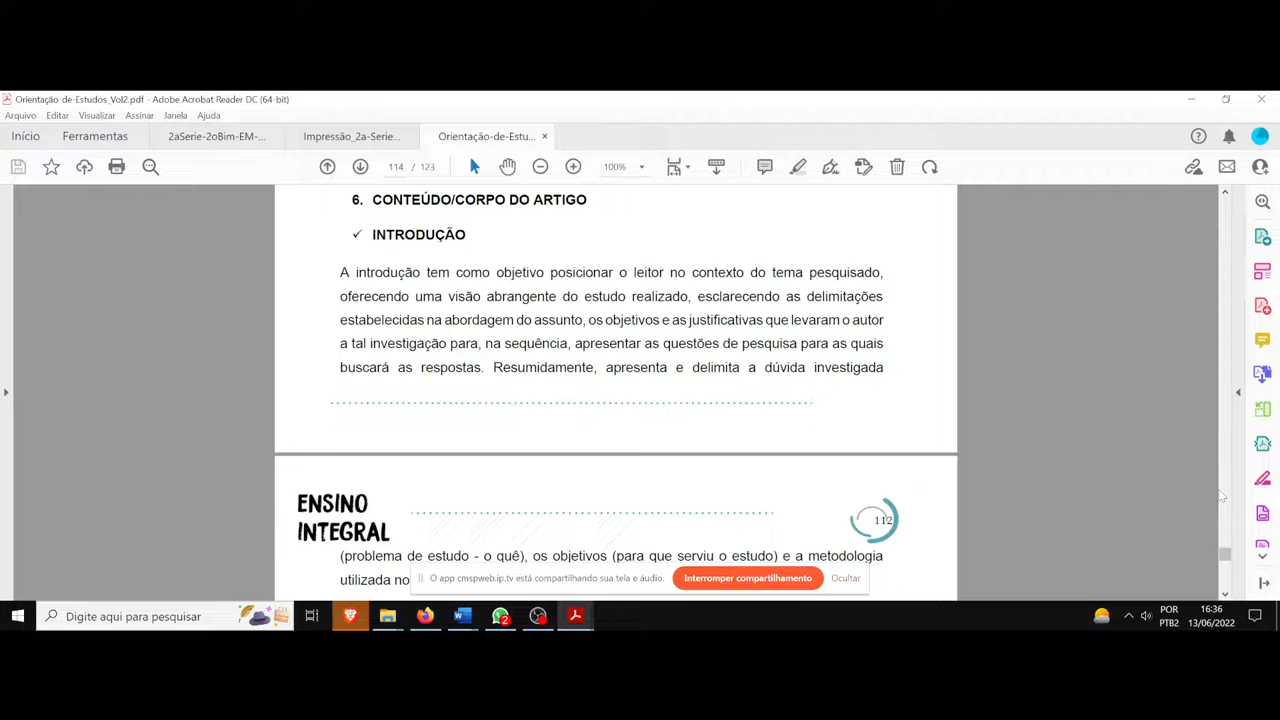 Orientação-de-Estudos_Vol2.pdf - Adobe Acrobat Reader DC (64-bit)
Arquivo Editar Visualizar Assinar Janela Ajuda
Início Ferramentas 2aSerie-2oBim-EM-... Impressão_2a-Serie... Orientação-de-Estu... ×
114 / 123 100%
6. CONTEÚDO/CORPO DO ARTIGO
✓ INTRODUÇÃO
A introdução tem como objetivo posicionar o leitor no contexto do tema pesquisado,
oferecendo uma visão abrangente do estudo realizado, esclarecendo as delimitações
estabelecidas na abordagem do assunto, os objetivos e as justificativas que levaram o autor
a tal investigação para, na sequência, apresentar as questões de pesquisa para as quais
buscará as respostas. Resumidamente, apresenta e delimita a dúvida investigada
ENSINO
INTEGRAL
112
(problema de estudo - o quê), os objetivos (para que serviu o estudo) e a metodologia
utilizada no
O app cmspweb.ip.tv está compartilhando sua tela e áudio. Interromper compartilhamento Ocultar
Digite aqui para pesquisar
2
POR
PTB2
16:36
13/06/2022